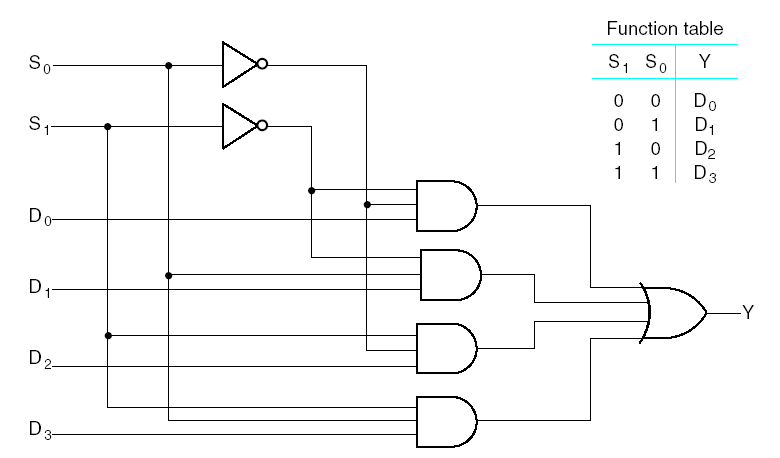 Function table
S1 S0 Y
0 0 D0
0 1 D1
1 0 D2
1 1 D3
S0
S1
D0
D1
D2
D3
Y